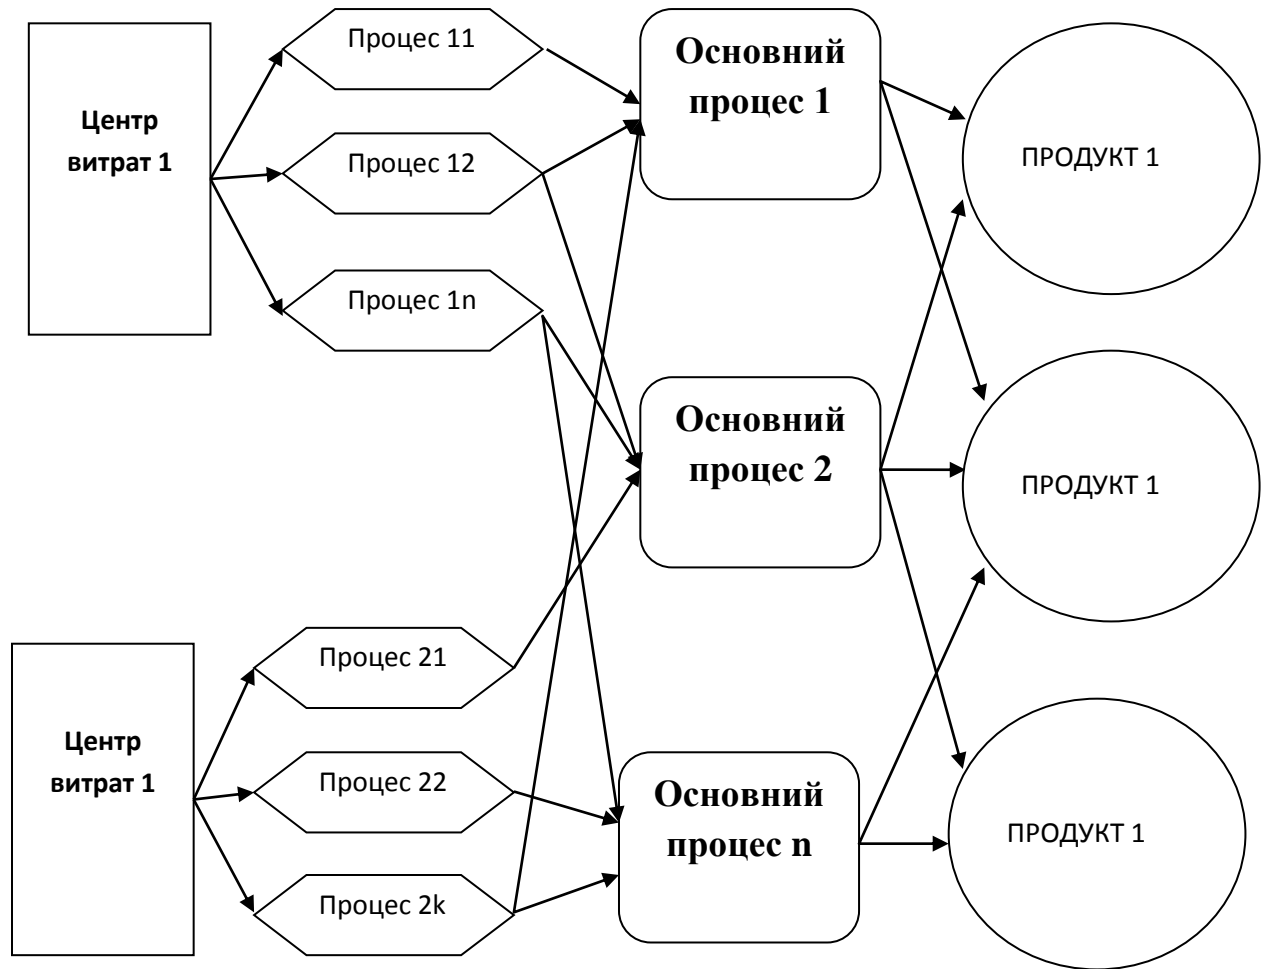 Центр
витрат 1
Процес 11
Процес 12
Процес 1n
Основний
процес 1
ПРОДУКТ 1
Основний
процес 2
ПРОДУКТ 1
Центр
витрат 1
Процес 21
Процес 22
Процес 2k
Основний
процес n
ПРОДУКТ 1